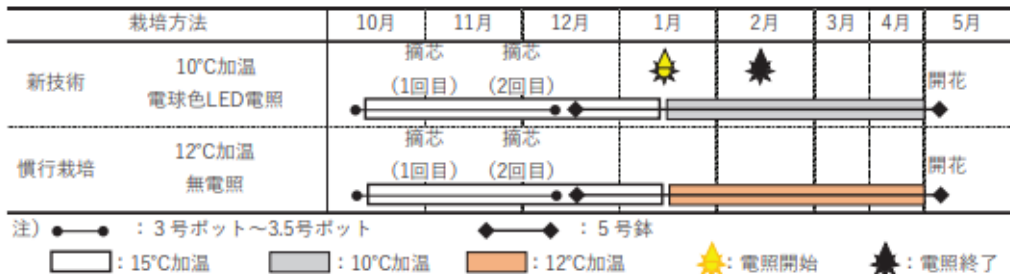 栽培方法 10月 11月 12月 1月 2月 3月 4月 5月
新技術 10℃加温 電球色LED電照 摘芯 (1回目) 摘芯 (2回目) 開花
慣行栽培 12℃加温 無電照 摘芯 (1回目) 摘芯 (2回目) 開花
注) : 3号ポット～3.5号ポット : 5号鉢
: 15℃加温 : 10℃加温 : 12℃加温 : 電照開始 : 電照終了